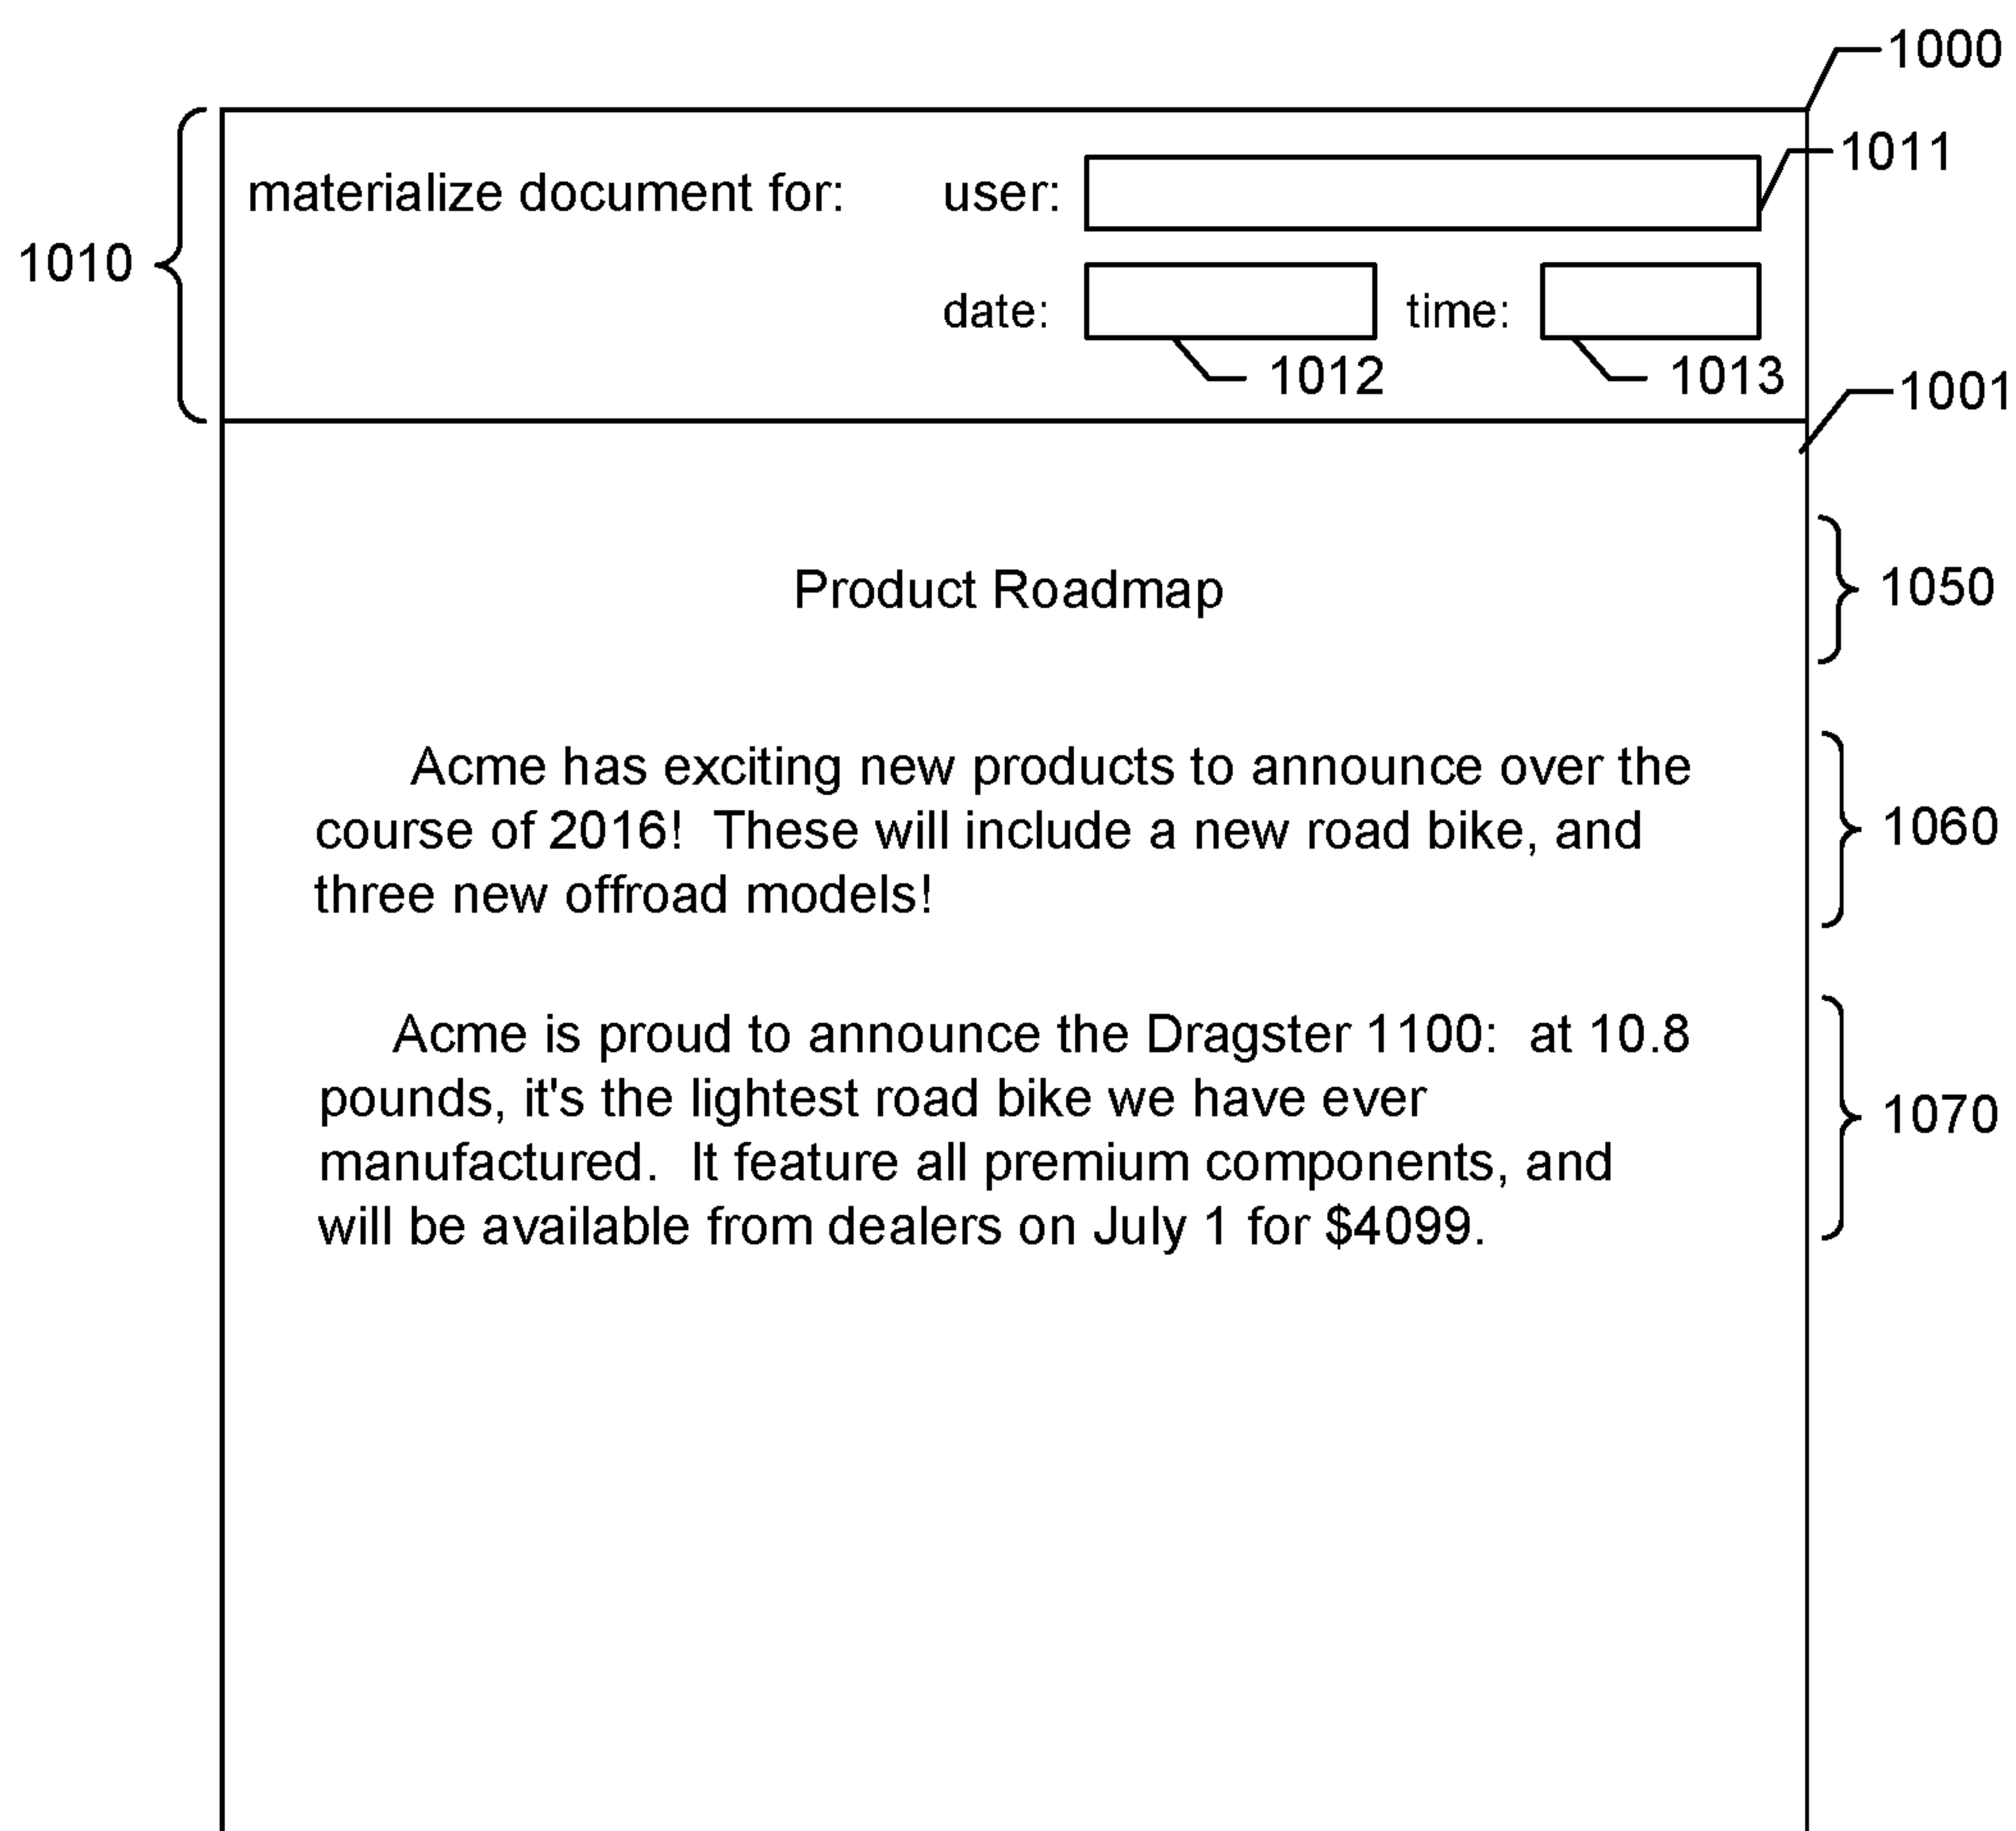 1000
materialize document for: user: 1011
1010
date: time:
1012 1013
1001
Product Roadmap 1050
Acme has exciting new products to announce over the
course of 2016!  These will include a new road bike, and 1060
three new offroad models!
Acme is proud to announce the Dragster 1100:  at 10.8
pounds, it's the lightest road bike we have ever 1070
manufactured.  It feature all premium components, and
will be available from dealers on July 1 for $4099.